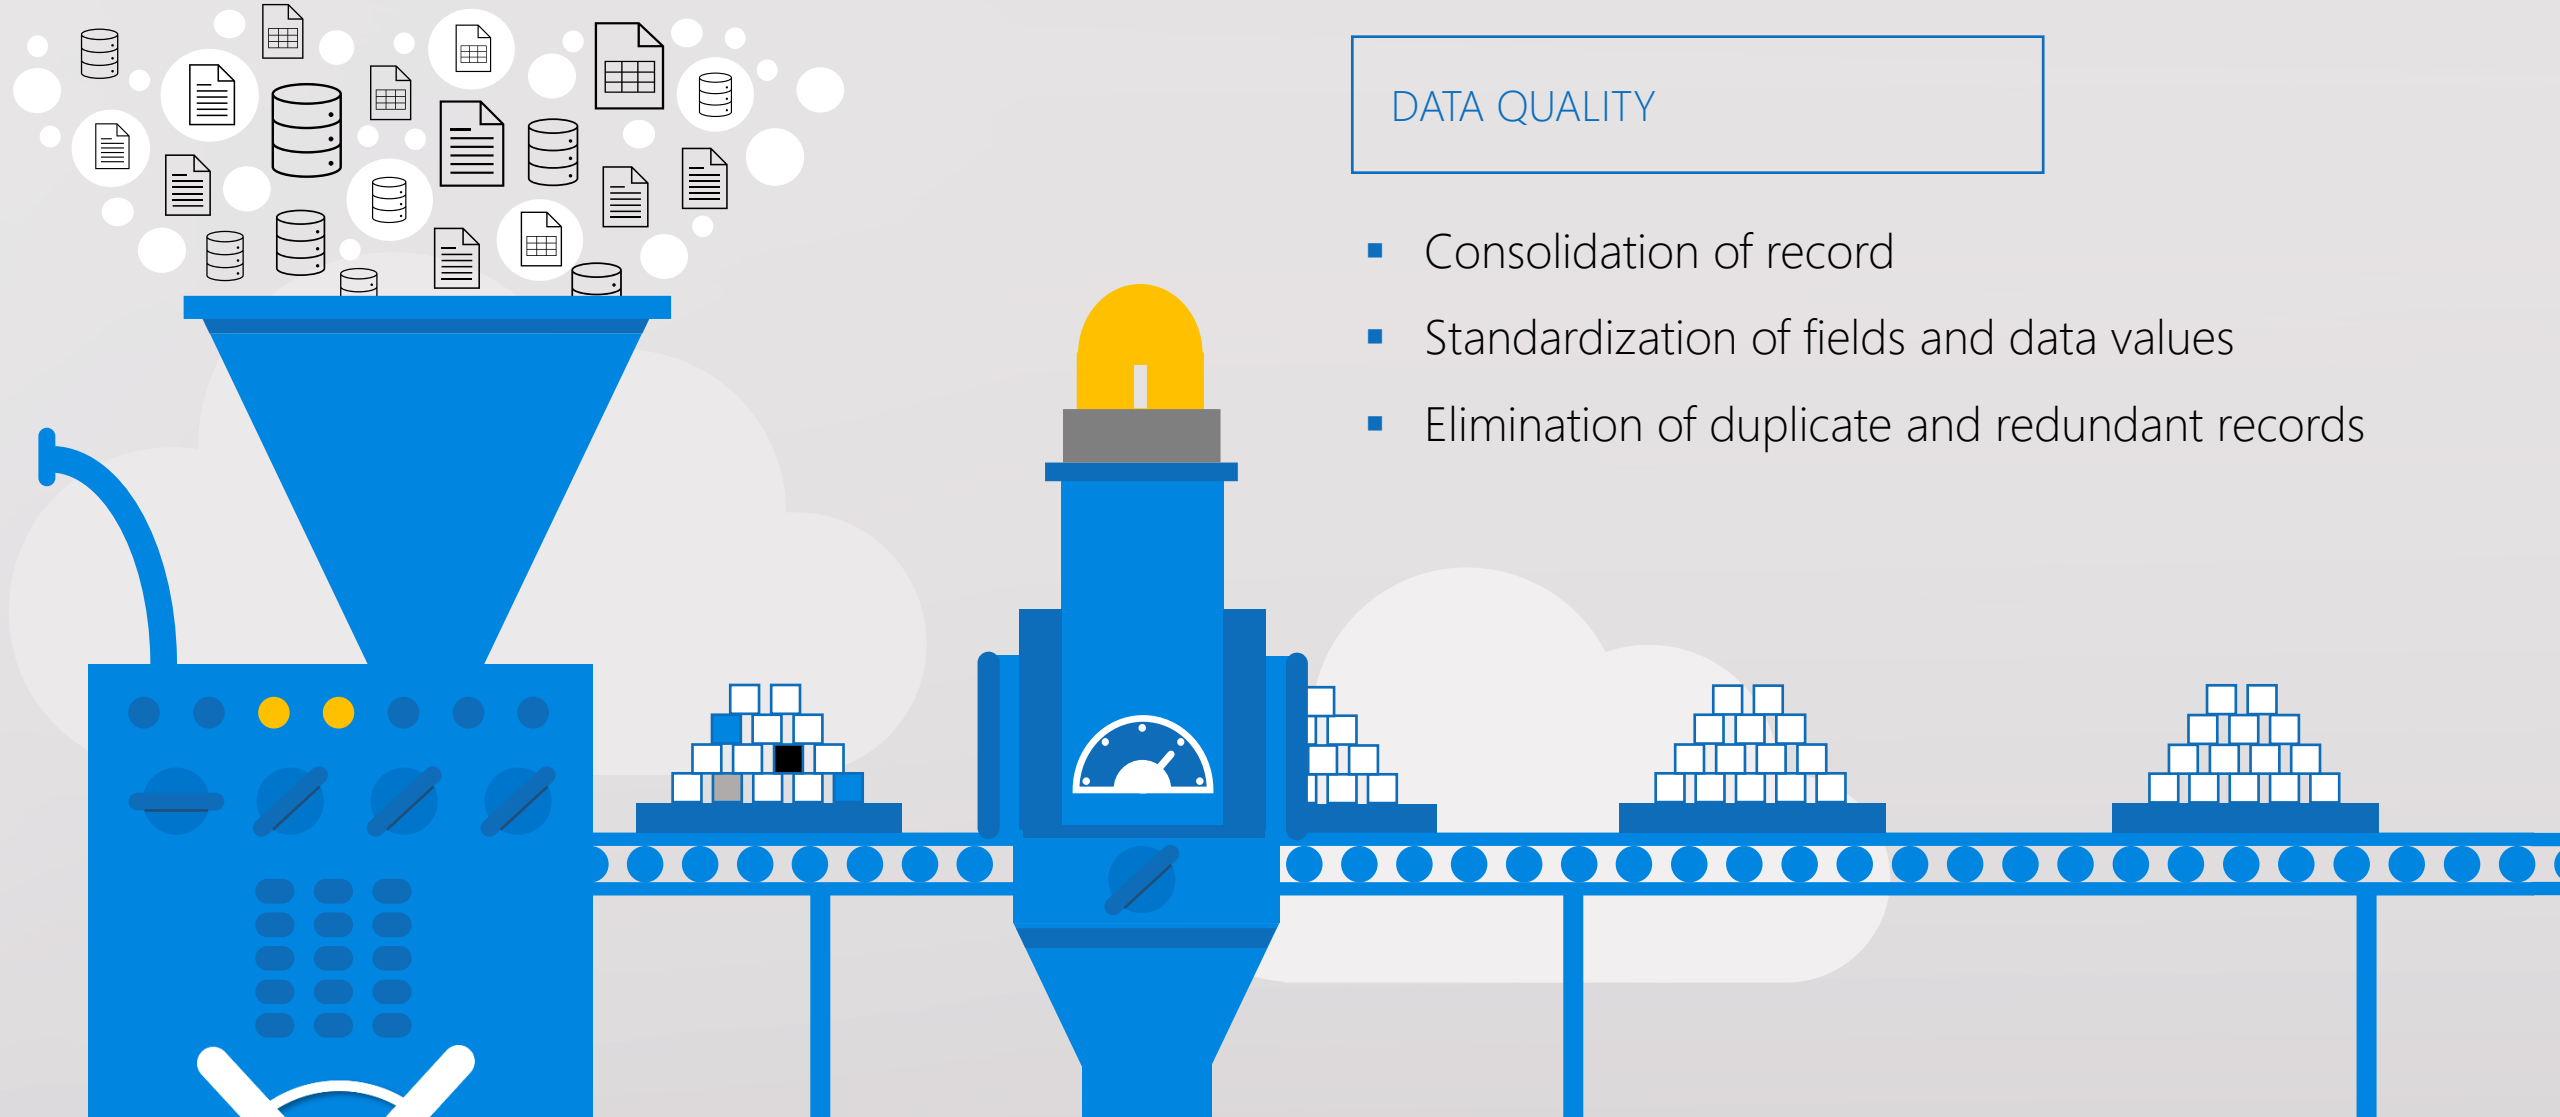 DATA QUALITY
Consolidation of record
Standardization of fields and data values
Elimination of duplicate and redundant records